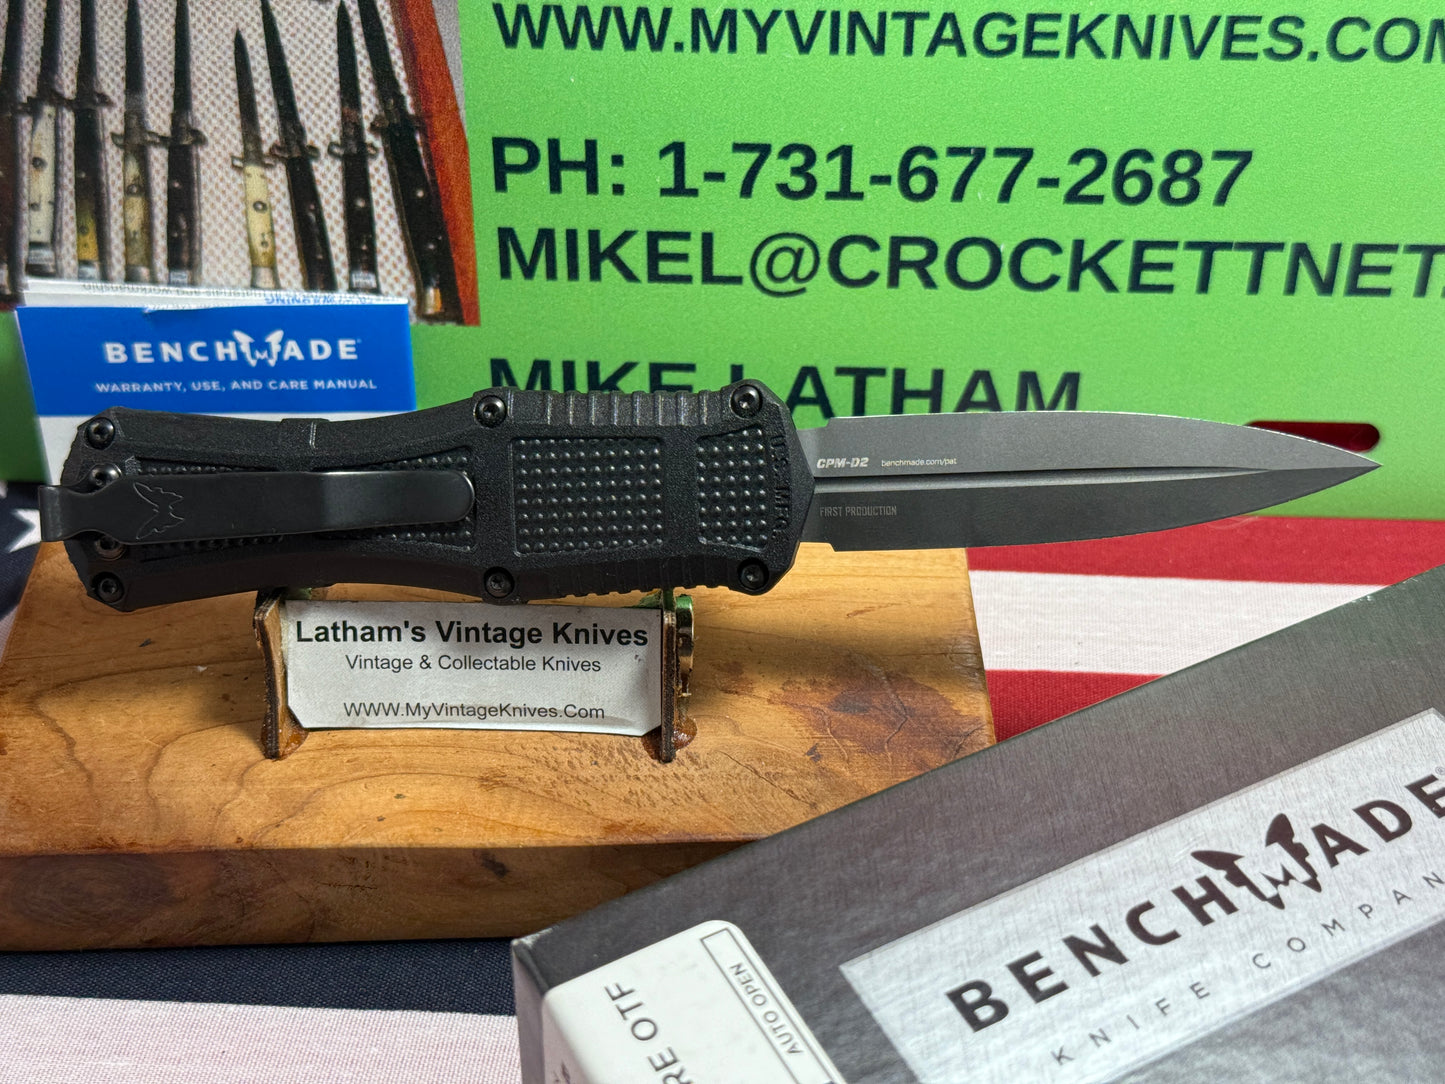 WWW.MYVINTAGEKNIVES.COM
PH: 1-731-677-2687
MIKEL@CROCKETTNET
MIKE LATHAM
WARNING
BENCHMADE
WARRANTY, USE, AND CARE MANUAL
CPM-D2 benchmade.com/pat
FIRST PRODUCTION
Latham's Vintage Knives
Vintage & Collectable Knives
WWW.MyVintageKnives.Com
BENCHMADE®
KNIFE COMPAN
AUTO OPEN
RE OTF